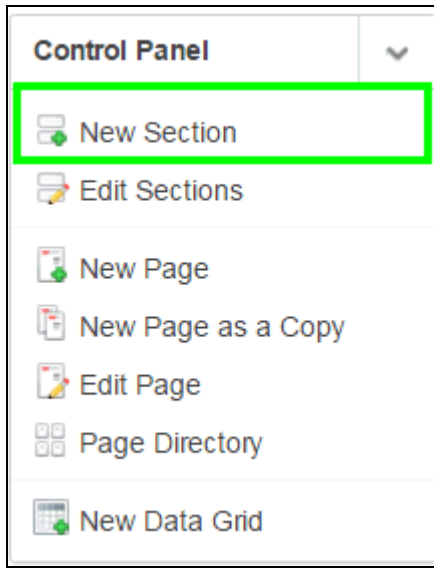 Control Panel
New Section
Edit Sections
New Page
New Page as a Copy
Edit Page
Page Directory
New Data Grid